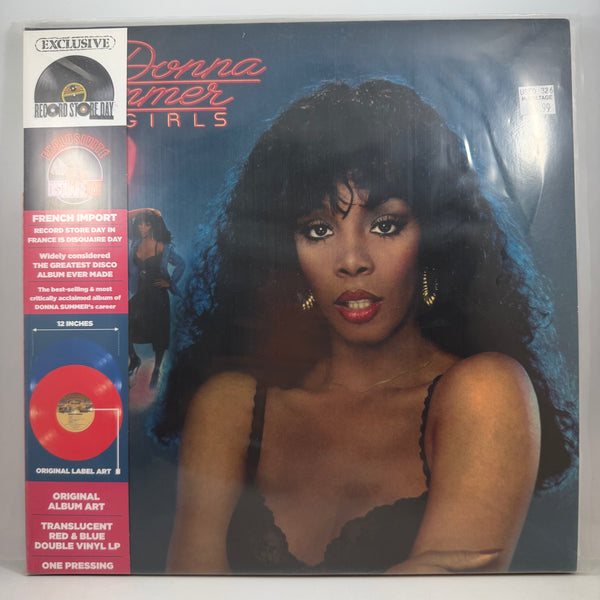 EXCLUSIVE
RECORD STORE DAY
FRENCH IMPORT
RECORD STORE DAY IN
FRANCE IS DISQUAIRE DAY
Widely considered
THE GREATEST DISCO
ALBUM EVER MADE
The best-selling & most
critically acclaimed album of
DONNA SUMMER's career
12 INCHES
ORIGINAL LABEL ART
ORIGINAL
ALBUM ART
TRANSLUCENT
RED & BLUE
DOUBLE VINYL LP
ONE PRESSING
Donna
mmer
GIRLS